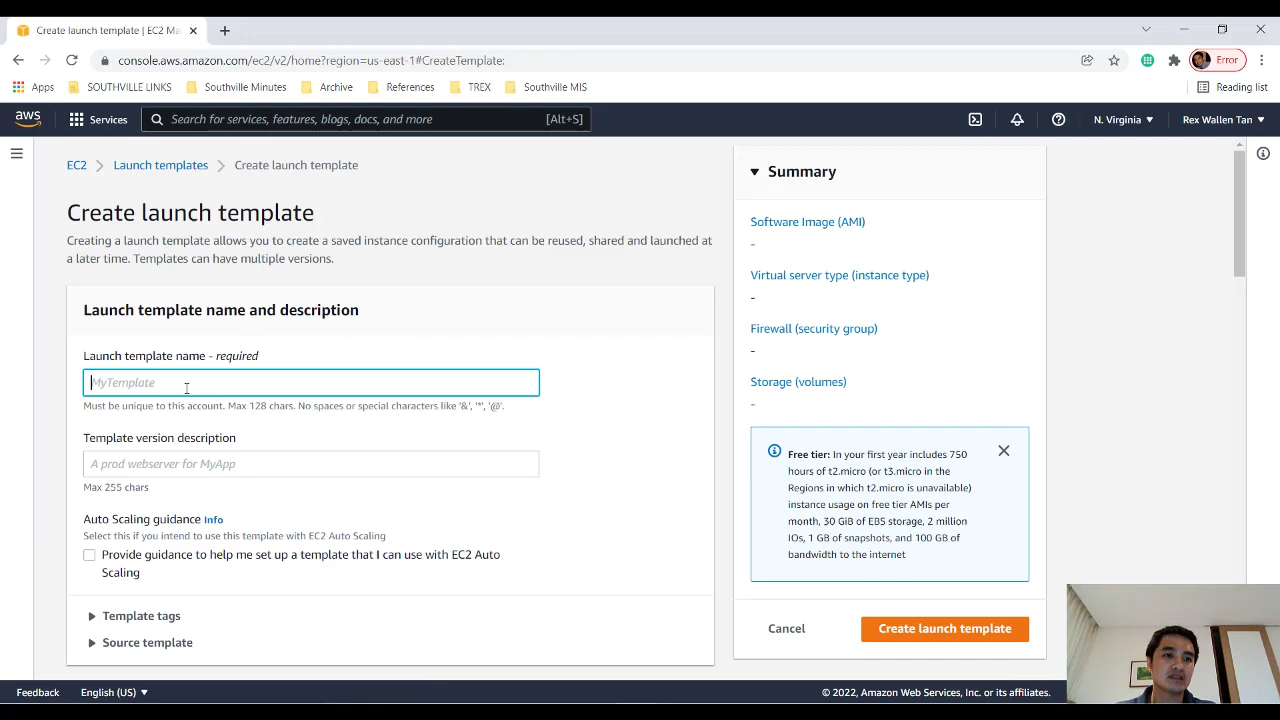 Create launch template | EC2 Ma
console.aws.amazon.com/ec2/v2/home?region=us-east-1#CreateTemplate:
Error
Apps
SOUTHVILLE LINKS
Southville Minutes
Archive
References
TREX
Southville MIS
Reading list
aws
Services
Search for services, features, blogs, docs, and more
[Alt+S]
N. Virginia
Rex Wallen Tan
EC2
Launch templates
Create launch template
Create launch template
Creating a launch template allows you to create a saved instance configuration that can be reused, shared and launched at
a later time. Templates can have multiple versions.
Launch template name and description
Launch template name - required
MyTemplate
Must be unique to this account. Max 128 chars. No spaces or special characters like '&', '*', '@'.
Template version description
A prod webserver for MyApp
Max 255 chars
Auto Scaling guidance Info
Select this if you intend to use this template with EC2 Auto Scaling
Provide guidance to help me set up a template that I can use with EC2 Auto
Scaling
Template tags
Source template
Summary
Software Image (AMI)
-
Virtual server type (instance type)
-
Firewall (security group)
-
Storage (volumes)
-
Free tier: In your first year includes 750
hours of t2.micro (or t3.micro in the
Regions in which t2.micro is unavailable)
instance usage on free tier AMIs per
month, 30 GiB of EBS storage, 2 million
IOs, 1 GB of snapshots, and 100 GB of
bandwidth to the internet
Cancel
Create launch template
Feedback
English (US)
© 2022, Amazon Web Services, Inc. or its affiliates.